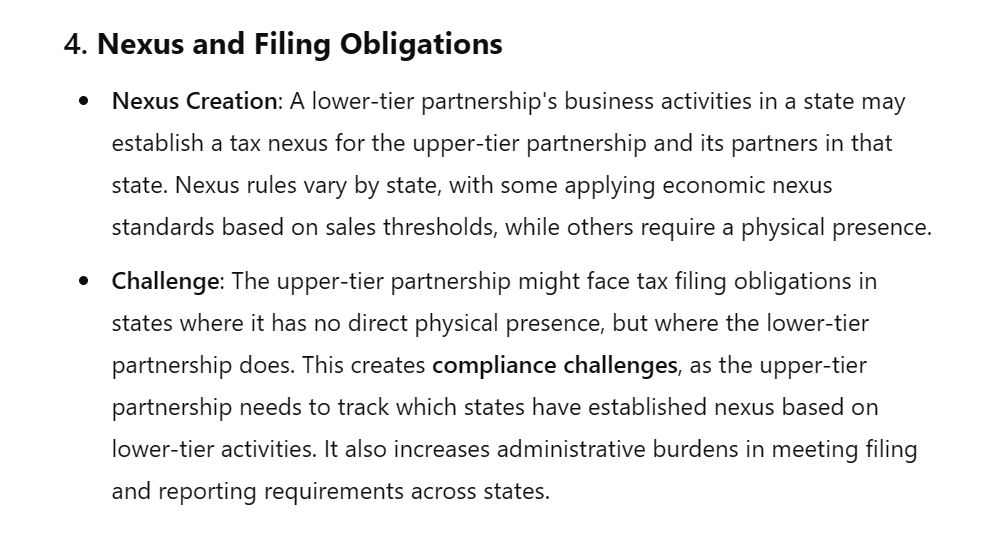 4. Nexus and Filing Obligations
• Nexus Creation: A lower-tier partnership's business activities in a state may
establish a tax nexus for the upper-tier partnership and its partners in that
state. Nexus rules vary by state, with some applying economic nexus
standards based on sales thresholds, while others require a physical presence.
• Challenge: The upper-tier partnership might face tax filing obligations in
states where it has no direct physical presence, but where the lower-tier
partnership does. This creates compliance challenges, as the upper-tier
partnership needs to track which states have established nexus based on
lower-tier activities. It also increases administrative burdens in meeting filing
and reporting requirements across states.